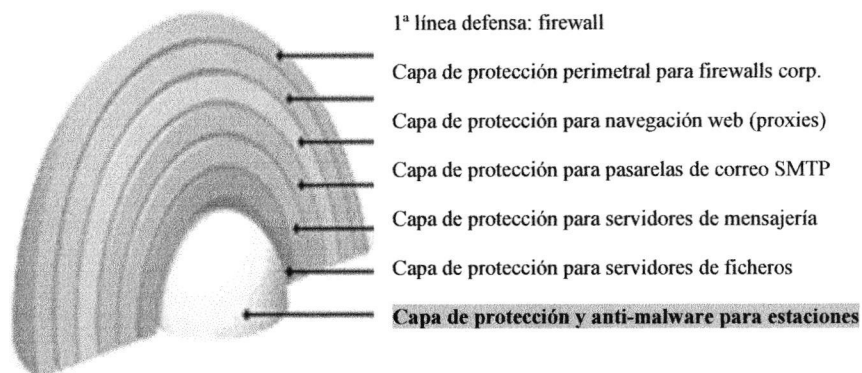 1ª línea defensa: firewall
Capa de protección perimetral para firewalls corp.
Capa de protección para navegación web (proxies)
Capa de protección para pasarelas de correo SMTP
Capa de protección para servidores de mensajería
Capa de protección para servidores de ficheros
Capa de protección y anti-malware para estaciones